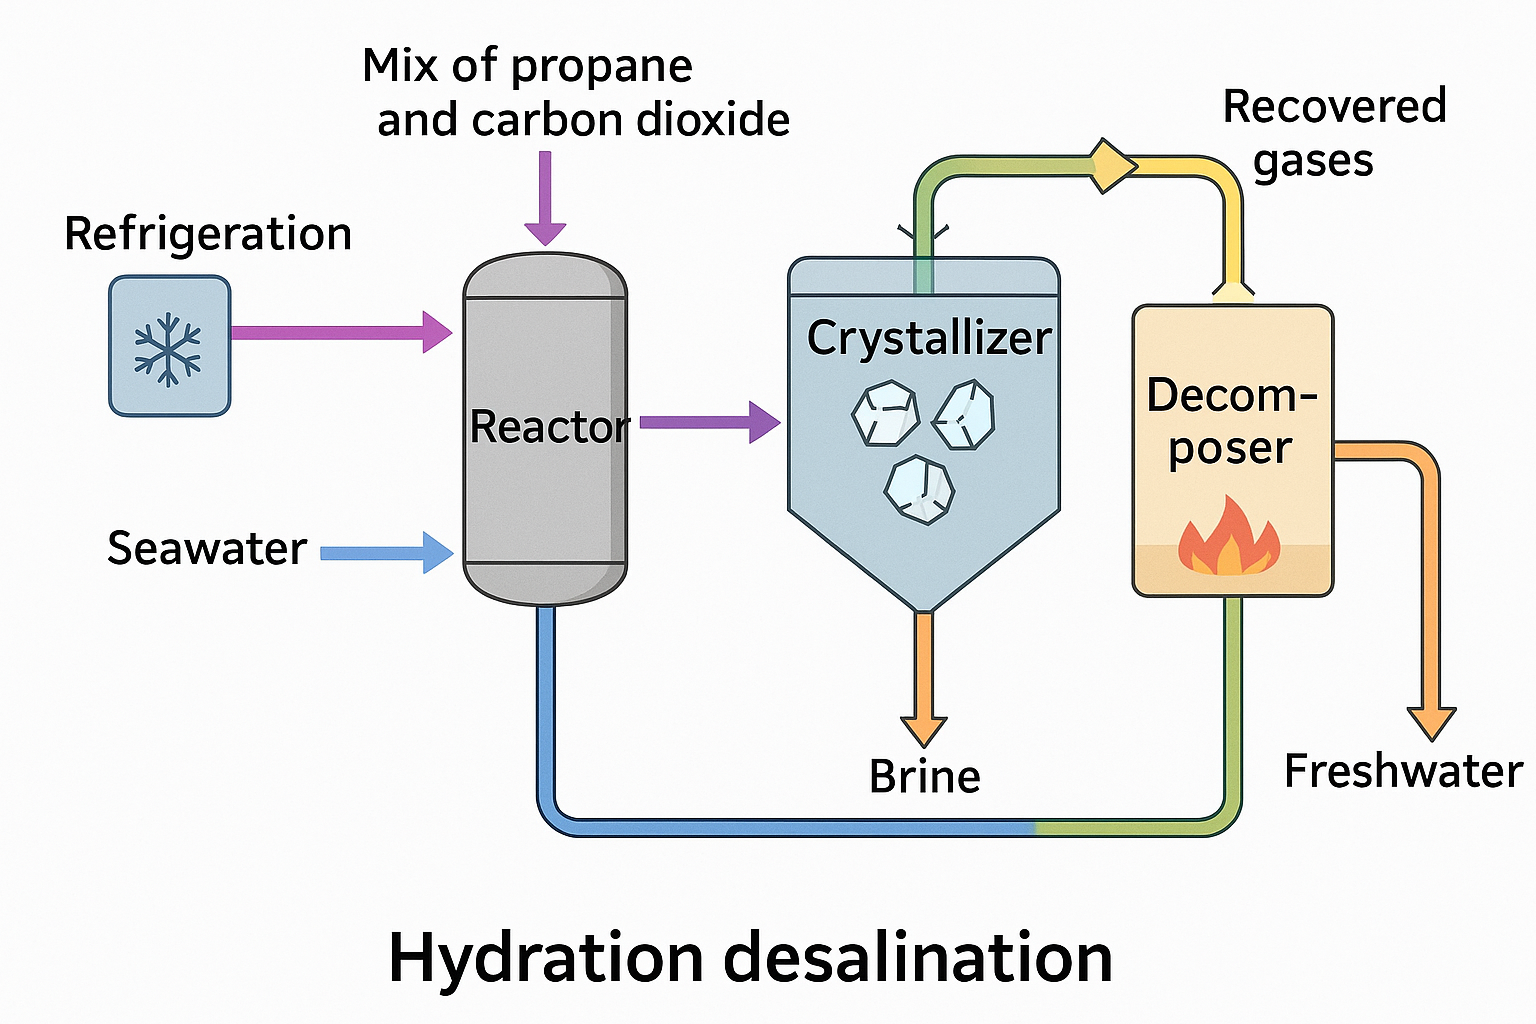 Mix of propane
and carbon dioxide
Recovered
gases
Refrigeration
Crystallizer
Decom-
poser
Reactor
Seawater
Brine
Freshwater
Hydration desalination